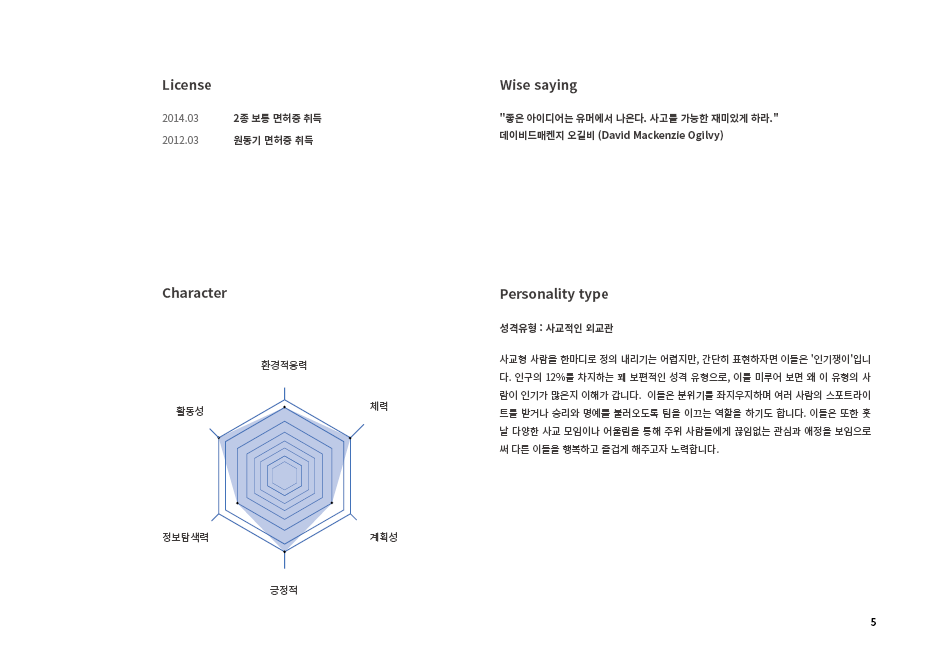 License
2014.03 2종 보통 면허증 취득
2012.03 원동기 면허증 취득
Wise saying
"좋은 아이디어는 유머에서 나온다. 사고를 가능한 재미있게 하라."
데이비드매켄지 오길비 (David Mackenzie Ogilvy)
Character
환경적응력
체력
활동성
정보탐색력
계획성
긍정적
Personality type
성격유형 : 사교적인 외교관
사교형 사람을 한마디로 정의 내리기는 어렵지만, 간단히 표현하자면 이들은 '인기쟁이'입니
다. 인구의 12%를 차지하는 꽤 보편적인 성격 유형으로, 이를 미루어 보면 왜 이 유형의 사
람이 인기가 많은지 이해가 갑니다. 이들은 분위기를 좌지우지하며 여러 사람의 스포트라이
트를 받거나 승리와 명예를 불러오도록 팀을 이끄는 역할을 하기도 합니다. 이들은 또한 훗
날 다양한 사교 모임이나 어울림을 통해 주위 사람들에게 끊임없는 관심과 애정을 보임으로
써 다른 이들을 행복하고 즐겁게 해주고자 노력합니다.
5